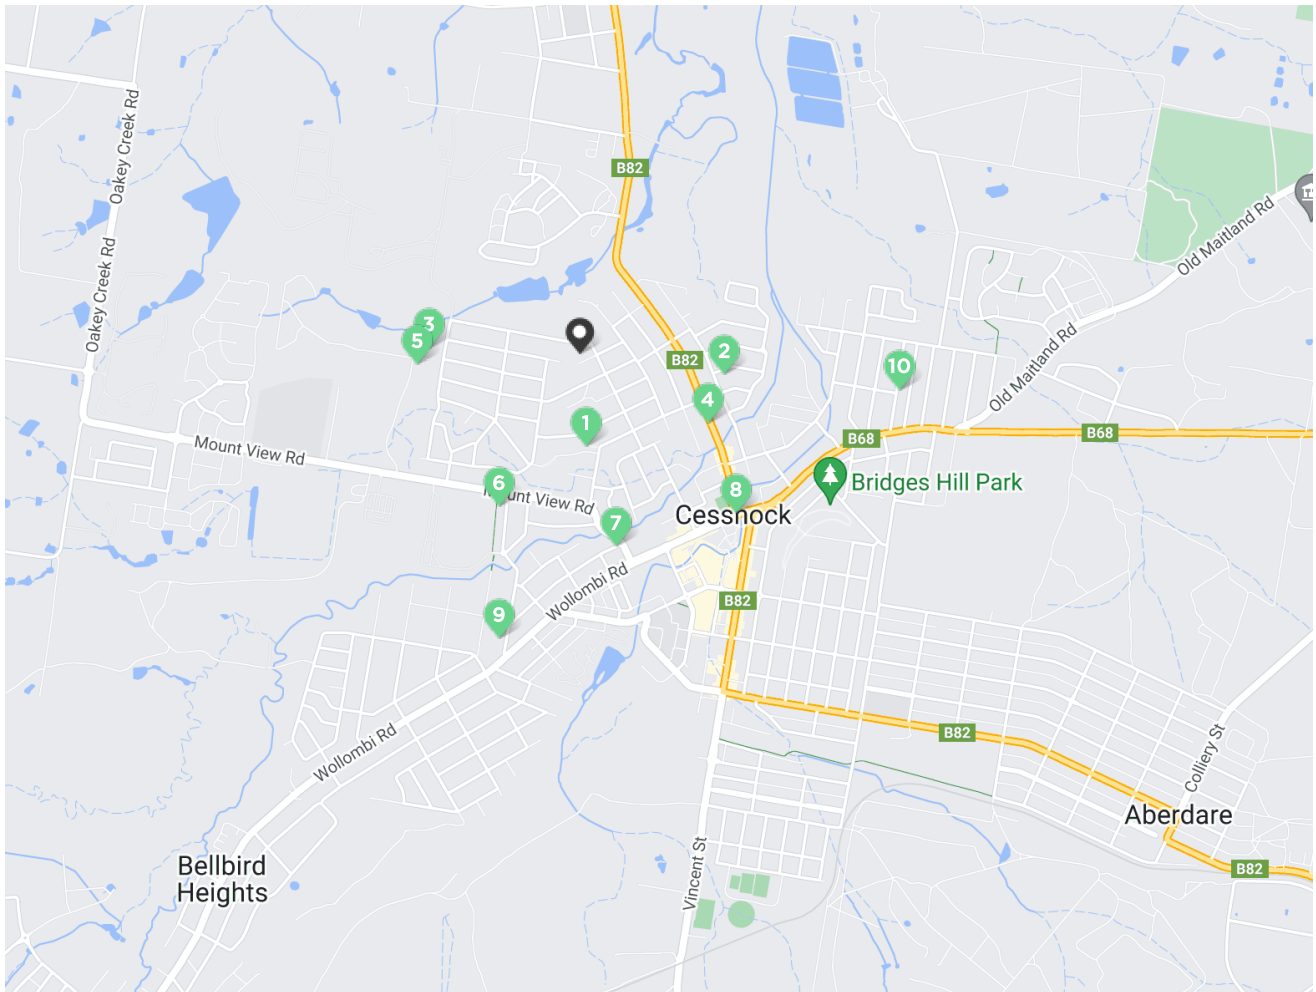 Oakey Creek Rd
B82
Old Maitland Rd
Oakey Creek Rd
3
5
2
B82
10
Old Maitland Rd
4
1
B68
B68
Mount View Rd
6
Mount View Rd
8
Bridges Hill Park
7
Cessnock
Wollombi Rd
B82
9
Wollombi Rd
B82
Colliery St
Aberdare
Vincent St
Bellbird
Heights
B82